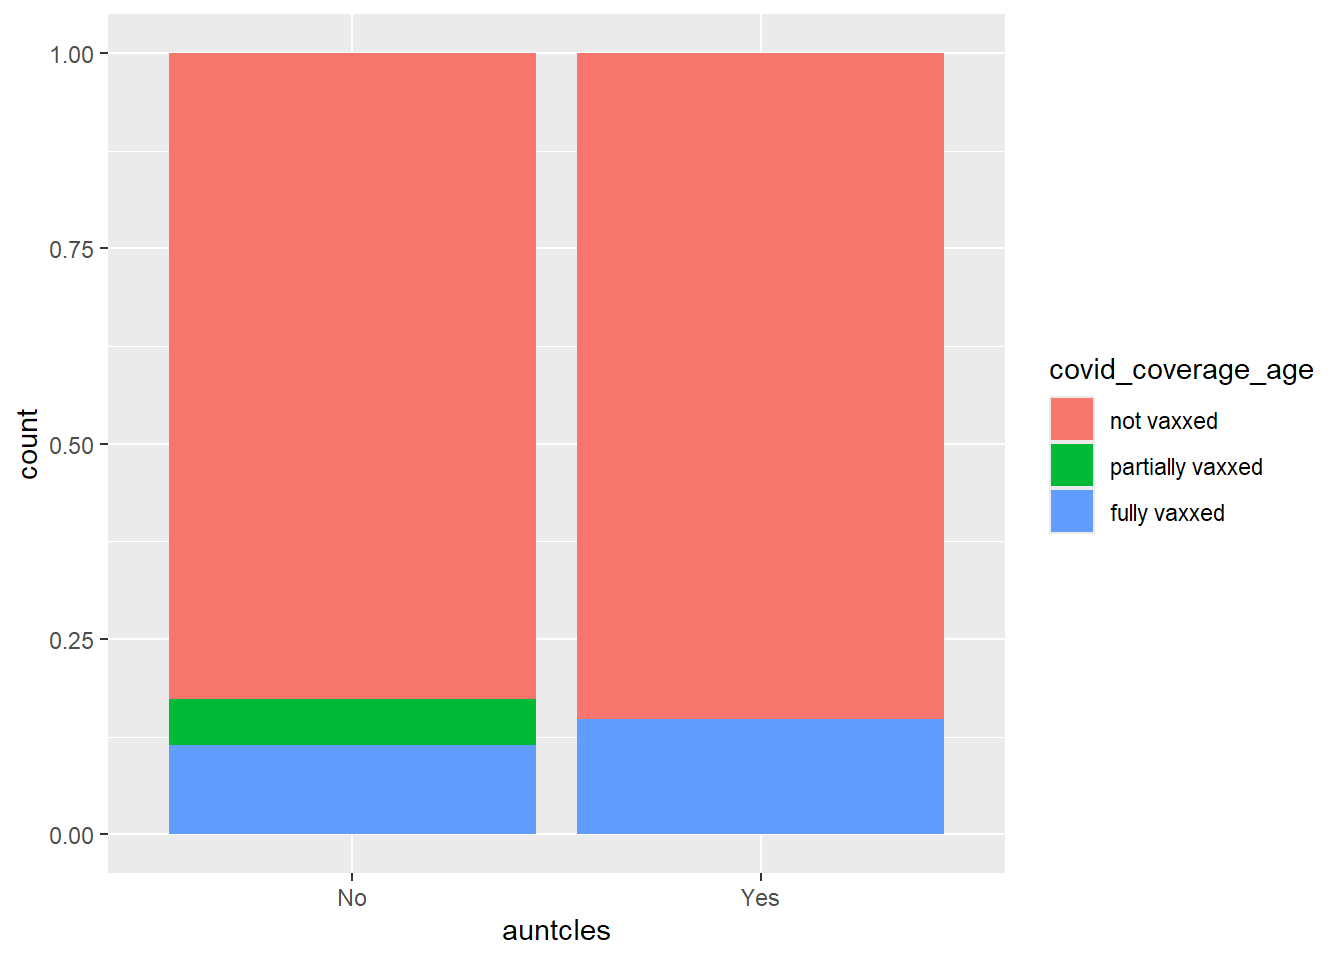 1.00
0.75
0.50
0.25
0.00
count
No
Yes
auntcles
covid_coverage_age
not vaxxed
partially vaxxed
fully vaxxed